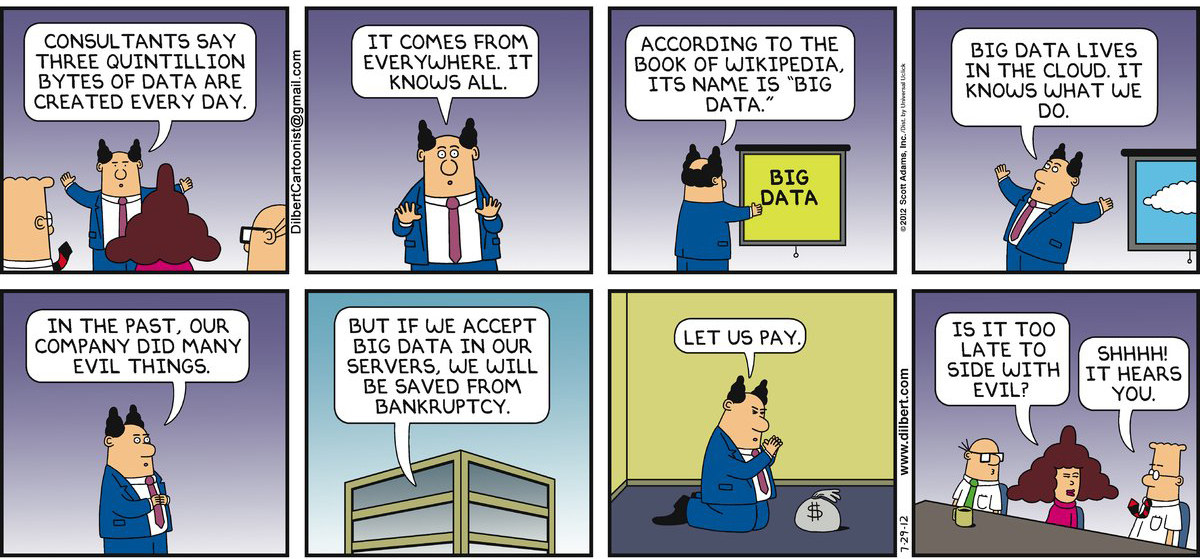 CONSULTANTS SAY
THREE QUINTILLION
BYTES OF DATA ARE
CREATED EVERY DAY.
DilbertCartoonist@gmail.com
IT COMES FROM
EVERYWHERE. IT
KNOWS ALL.
ACCORDING TO THE
BOOK OF WIKIPEDIA,
ITS NAME IS “BIG
DATA.”
BIG
DATA
©2012 Scott Adams, Inc. /Dist. by Universal Uclick
BIG DATA LIVES
IN THE CLOUD. IT
KNOWS WHAT WE
DO.
IN THE PAST, OUR
COMPANY DID MANY
EVIL THINGS.
BUT IF WE ACCEPT
BIG DATA IN OUR
SERVERS, WE WILL
BE SAVED FROM
BANKRUPTCY.
LET US PAY.
$
7-29-12 www.dilbert.com
IS IT TOO
LATE TO
SIDE WITH
EVIL?
SHHHH!
IT HEARS
YOU.